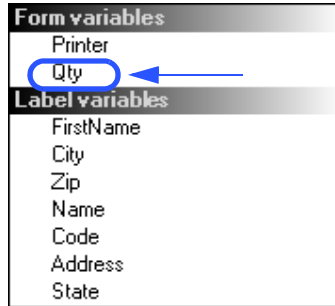 Form variables
Printer
Qty
Label variables
FirstName
City
Zip
Name
Code
Address
State